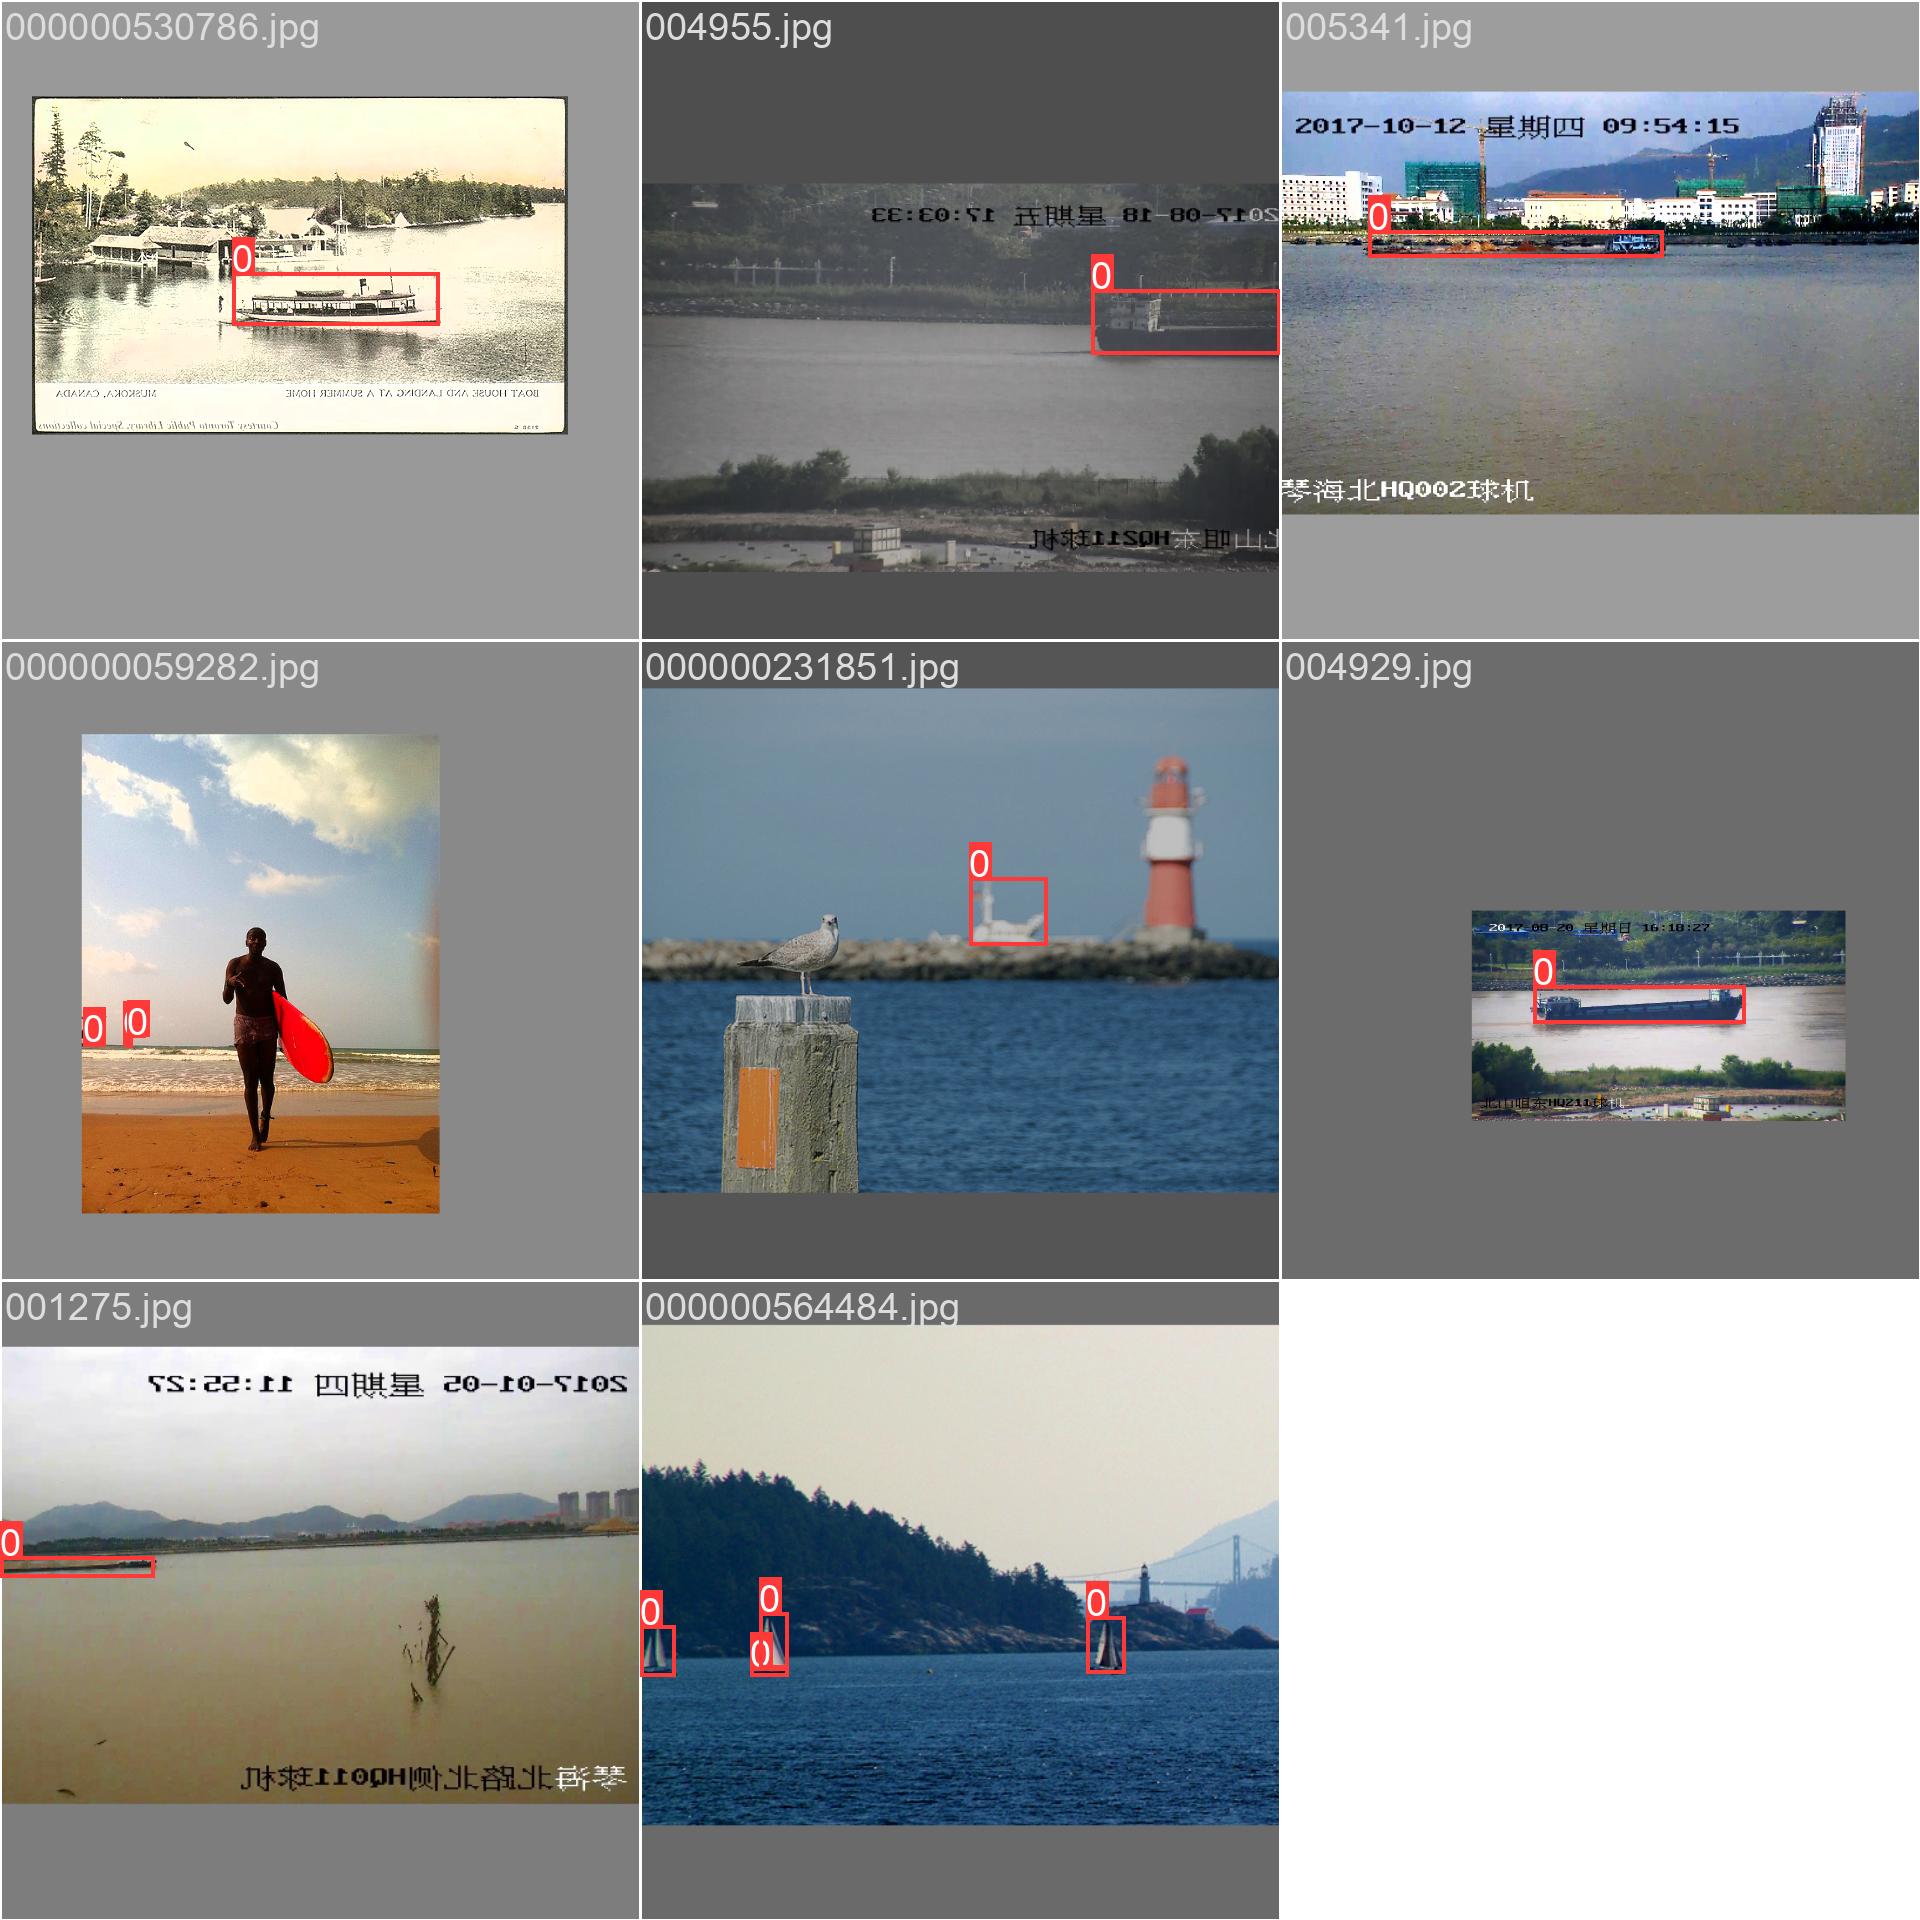 000000530786.jpg
0
BOAT HOUSE AND LANDING AT A SUMMER HOME
MUSKOKA, CANADA
Courtesy Toronto Public Library, Special collections
004955.jpg
2017-08-18 星期五 17:03:33
0
山咀东HQ211球机
005341.jpg
2017-10-12 星期四 09:54:15
0
琴海北HQ002球机
000000059282.jpg
0
0
000000231851.jpg
0
004929.jpg
2017-08-20 星期日 16:18:27
0
北山咀东HQ211球机
001275.jpg
2017-01-05 星期四 11:55:27
0
琴海北路北侧HQ011球机
000000564484.jpg
0
0
0
0